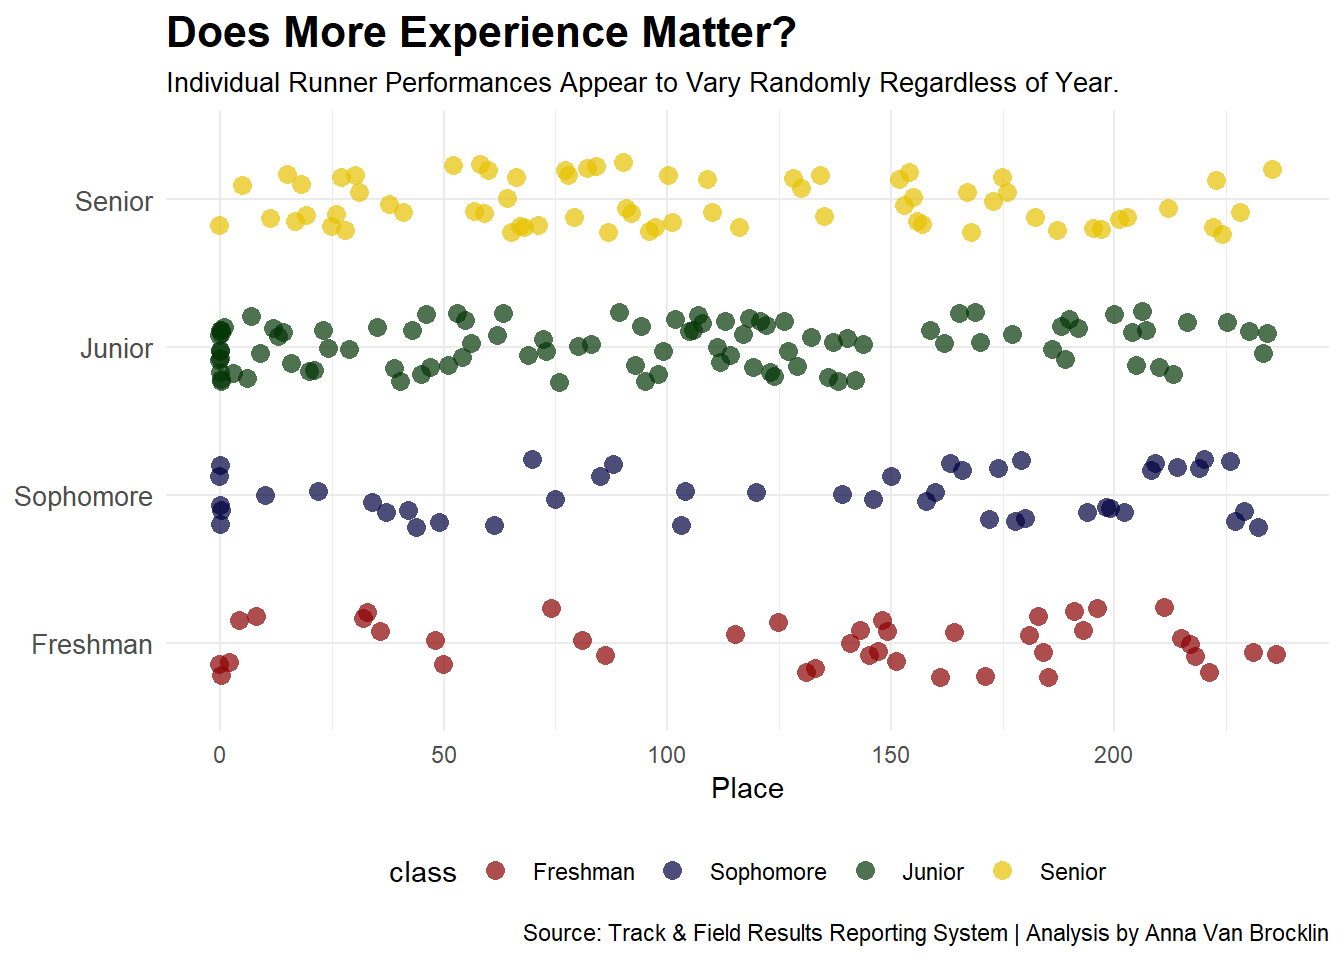 Does More Experience Matter?
Individual Runner Performances Appear to Vary Randomly Regardless of Year.
Senior
Junior
Sophomore
Freshman
0 50 100 150 200
Place
class Freshman Sophomore Junior Senior
Source: Track & Field Results Reporting System | Analysis by Anna Van Brocklin